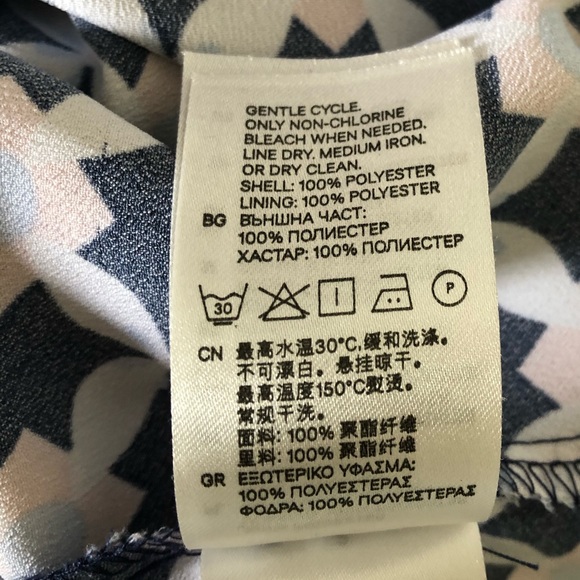 GENTLE CYCLE.
ONLY NON-CHLORINE
BLEACH WHEN NEEDED.
LINE DRY. MEDIUM IRON.
OR DRY CLEAN.
SHELL: 100% POLYESTER
LINING: 100% POLYESTER
BG ВЪНШНА ЧАСТ:
100% ПОЛИЕСТЕР
ХАСТАР: 100% ПОЛИЕСТЕР
30 P
CN 最高水温30°C.缓和洗涤。
不可漂白。悬挂晾干。
最高温度150°C熨烫。
常规干洗。
面料: 100% 聚酯纤维
里料: 100% 聚酯纤维
GR ΕΞΩΤΕΡΙΚΟ ΥΦΑΣΜΑ:
100% ΠΟΛΥΕΣΤΕΡΑΣ
ΦΟΔΡΑ: 100% ΠΟΛΥΕΣΤΕΡΑΣ